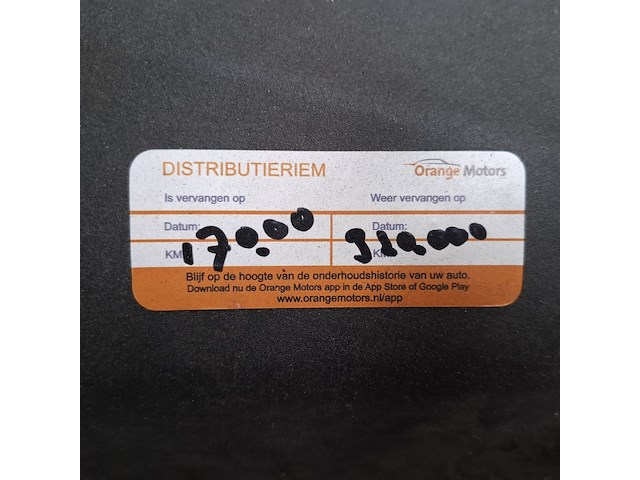 DISTRIBUTIERIEM Orange Motors
Is vervangen op Weer vervangen op
Datum: Datum:
KM
170.000
Blijf op de hoogte van de onderhoudshistorie van uw auto.
Download nu de Orange Motors app in de App Store of Google Play
www.orangemotors.nl/app